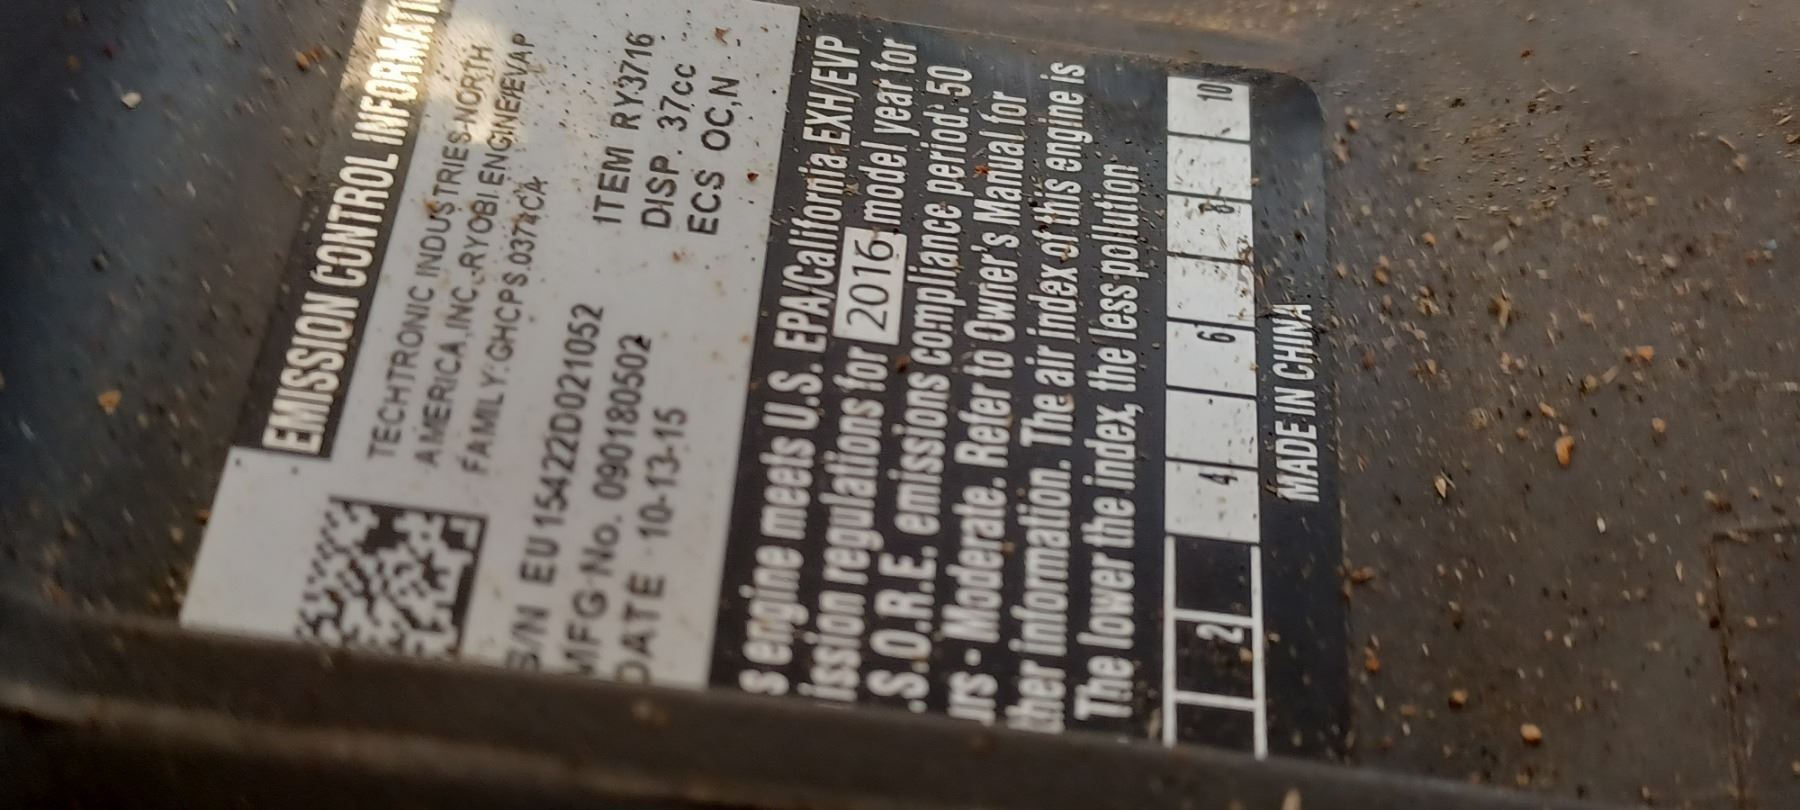 EMISSION CONTROL INFORMATI
TECHTRONIC INDUSTRIES-NORTH
AMERICA,INC. RYOBI ENGINE/EVAP
FAMILY:GHCPS.0374CA
ITEM RY3716
DISP. 37cc
ECS OC,N
S/N EU15422D021052
MFG No. 090180502
DATE 10-13-15
s engine meets U.S. EPA/California EXH/EVP
ission regulations for 2016 model year for
.S.O.R.E. emissions compliance period: 50
urs - Moderate. Refer to Owner's Manual for
ther information. The air index of this engine is
The lower the index, the less pollution
2 4 6 8 10
MADE IN CHINA